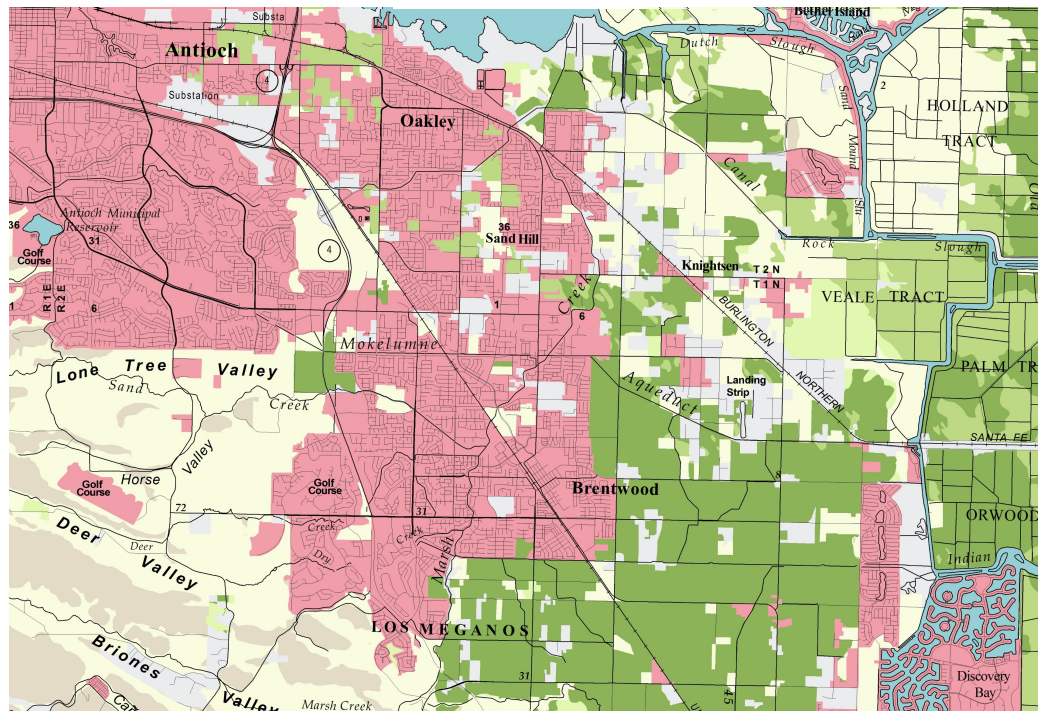 Substa
Bethel Island
Antioch
Dutch
Slough
4
Substation
Sand
2
HOLLAND
TRACT
Oakley
Mound
Canal
Old
Slu
Antioch Municipal
Reservoir
36
31
Golf
Course
36
Sand Hill
4
Rock
Slough
Knightsen
T 2 N
T 1 N
R 1 E
R 2 E
1
6
1
6
Creek
BURLINGTON
VEALE TRACT
Mokelumne
Lone Tree Valley
Sand
Creek
Aqueduct
Landing
Strip
NORTHERN
PALM TR
SANTA FE
Valley
Horse
Golf
Course
Golf
Course
Brentwood
8
72
31
ORWOOD
Creek
Creek
Deer
Deer
Valley
Dry
Marsh
Indian
LOS MEGANOS
Briones
Valley
31
Marsh Creek
45
Discovery
Bay